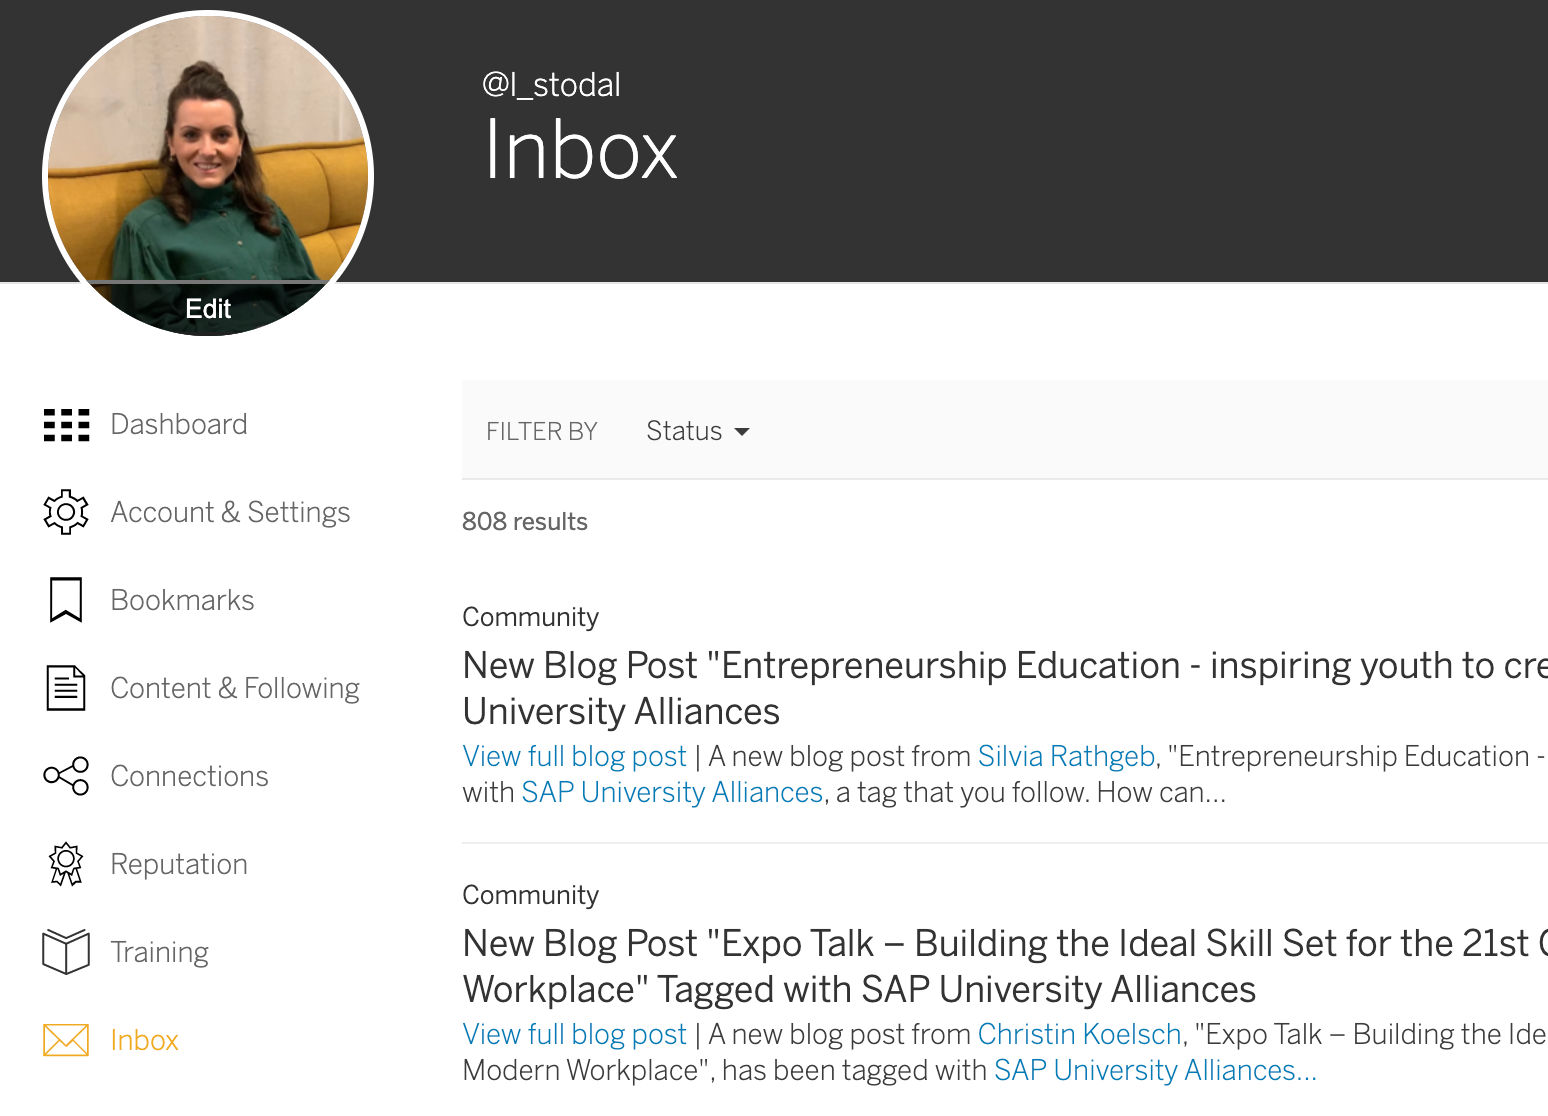 @l_stodal
Inbox
Edit
Dashboard
Account & Settings
Bookmarks
Content & Following
Connections
Reputation
Training
Inbox
FILTER BY Status
808 results
Community
New Blog Post "Entrepreneurship Education - inspiring youth to cre
University Alliances
View full blog post | A new blog post from Silvia Rathgeb, "Entrepreneurship Education -
with SAP University Alliances, a tag that you follow. How can...
Community
New Blog Post "Expo Talk – Building the Ideal Skill Set for the 21st
Workplace" Tagged with SAP University Alliances
View full blog post | A new blog post from Christin Koelsch, "Expo Talk – Building the Ide
Modern Workplace", has been tagged with SAP University Alliances...